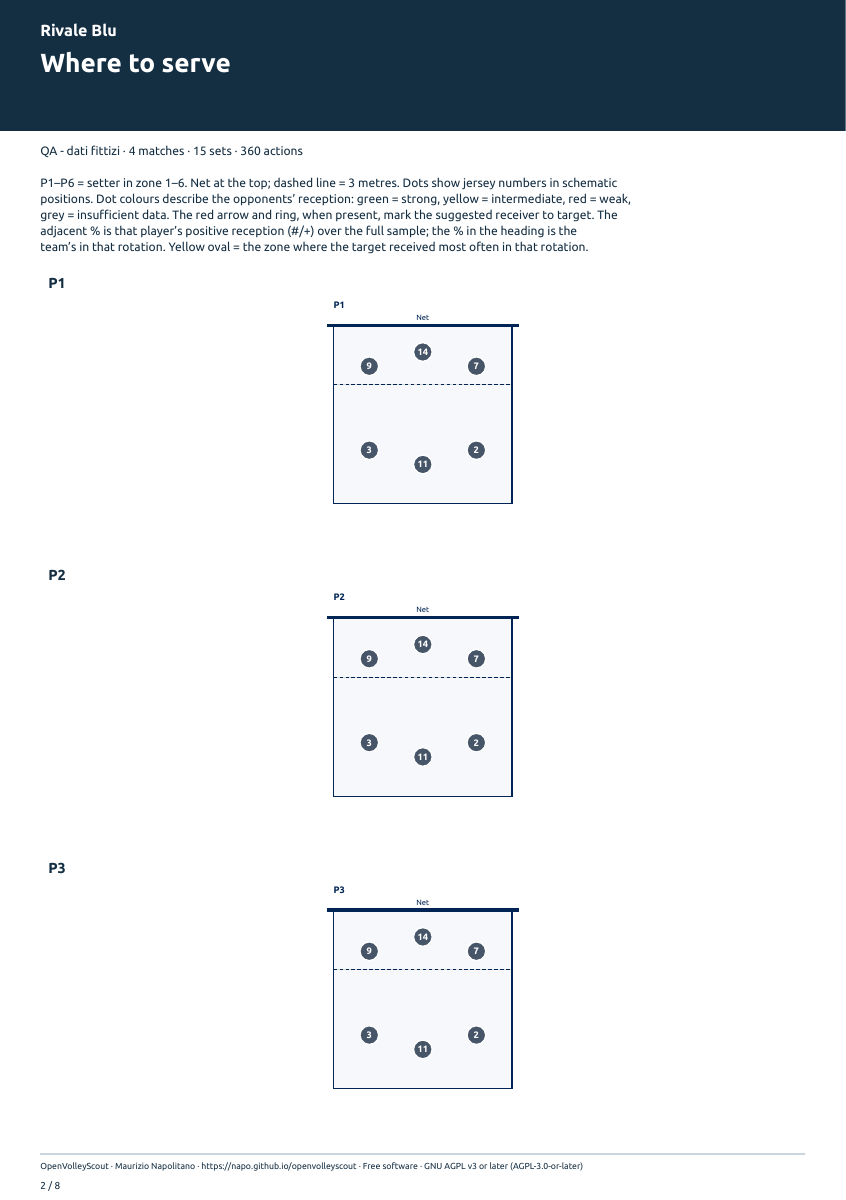 Rivale Blu
Where to serve
QA - dati fittizi · 4 matches · 15 sets · 360 actions
P1–P6 = setter in zone 1–6. Net at the top; dashed line = 3 metres. Dots show jersey numbers in schematic
positions. Dot colours describe the opponents’ reception: green = strong, yellow = intermediate, red = weak,
grey = insufficient data. The red arrow and ring, when present, mark the suggested receiver to target. The
adjacent % is that player’s positive reception (#/+) over the full sample; the % in the heading is the
team’s in that rotation. Yellow oval = the zone where the target received most often in that rotation.
P1
P1
Net
14
9 7
3 2
11
P2
P2
Net
14
9 7
3 2
11
P3
P3
Net
14
9 7
3 2
11
OpenVolleyScout · Maurizio Napolitano · https://napo.github.io/openvolleyscout · Free software · GNU AGPL v3 or later (AGPL-3.0-or-later)
2 / 8